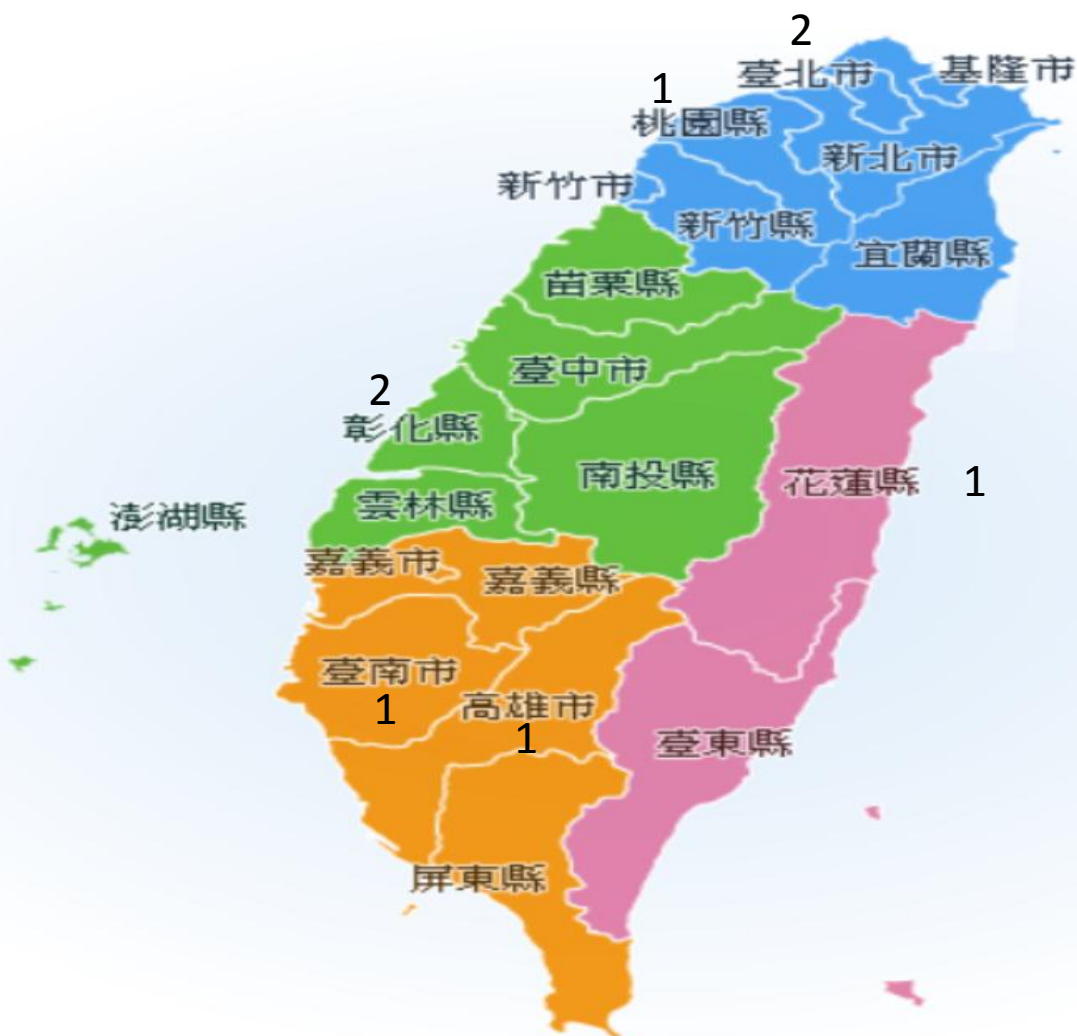 2
臺北市
基隆市
1
桃園縣
新北市
新竹市
新竹縣
宜蘭縣
苗栗縣
臺中市
2
彰化縣
南投縣
花蓮縣
1
雲林縣
澎湖縣
嘉義市
嘉義縣
臺南市
1
高雄市
1
臺東縣
屏東縣